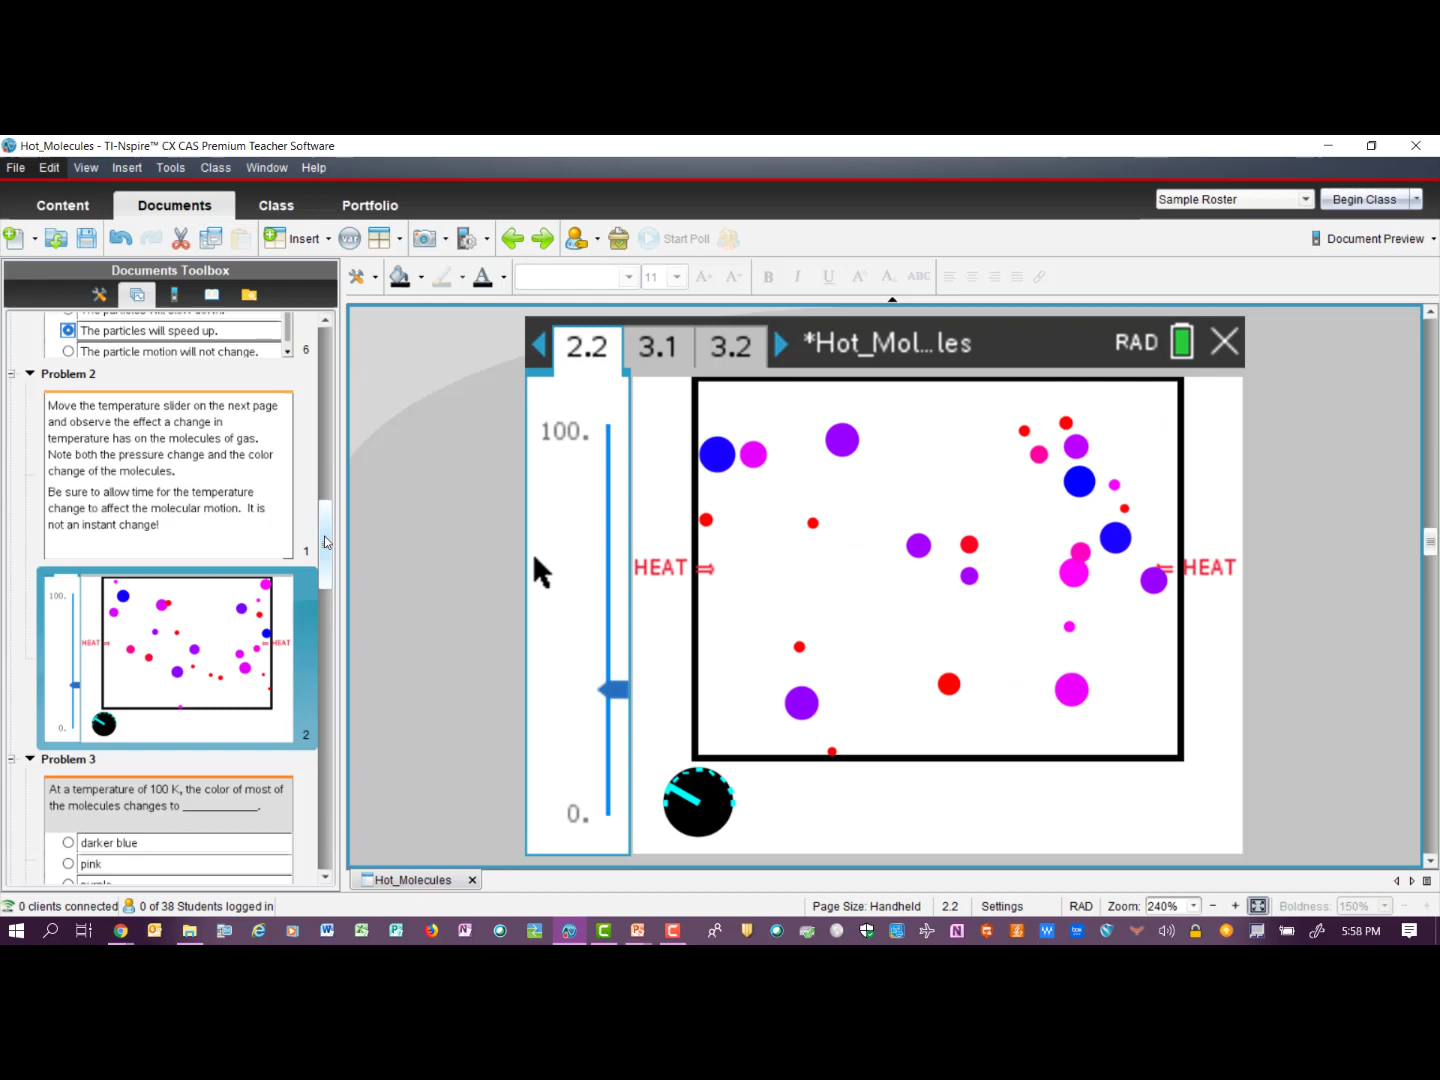 Hot_Molecules - TI-Nspire™ CX CAS Premium Teacher Software
File Edit View Insert Tools Class Window Help
Content Documents Class Portfolio
Sample Roster Begin Class
Insert VAR Start Poll Document Preview
Documents Toolbox
11 A B I U A A ABC
The particles will speed up.
The particle motion will not change.
6
Problem 2
Move the temperature slider on the next page
and observe the effect a change in
temperature has on the molecules of gas.
Note both the pressure change and the color
change of the molecules.
Be sure to allow time for the temperature
change to affect the molecular motion. It is
not an instant change!
1
100.
HEAT ⇒
⇐ HEAT
0.
2
Problem 3
At a temperature of 100 K, the color of most of
the molecules changes to ____________.
darker blue
pink
2.2 3.1 3.2 *Hot_Mol...les RAD
100.
HEAT ⇒
⇐ HEAT
0.
Hot_Molecules
0 clients connected 0 of 38 Students logged in
Page Size: Handheld 2.2 Settings RAD Zoom: 240% - + Boldness: 150% - +
5:58 PM